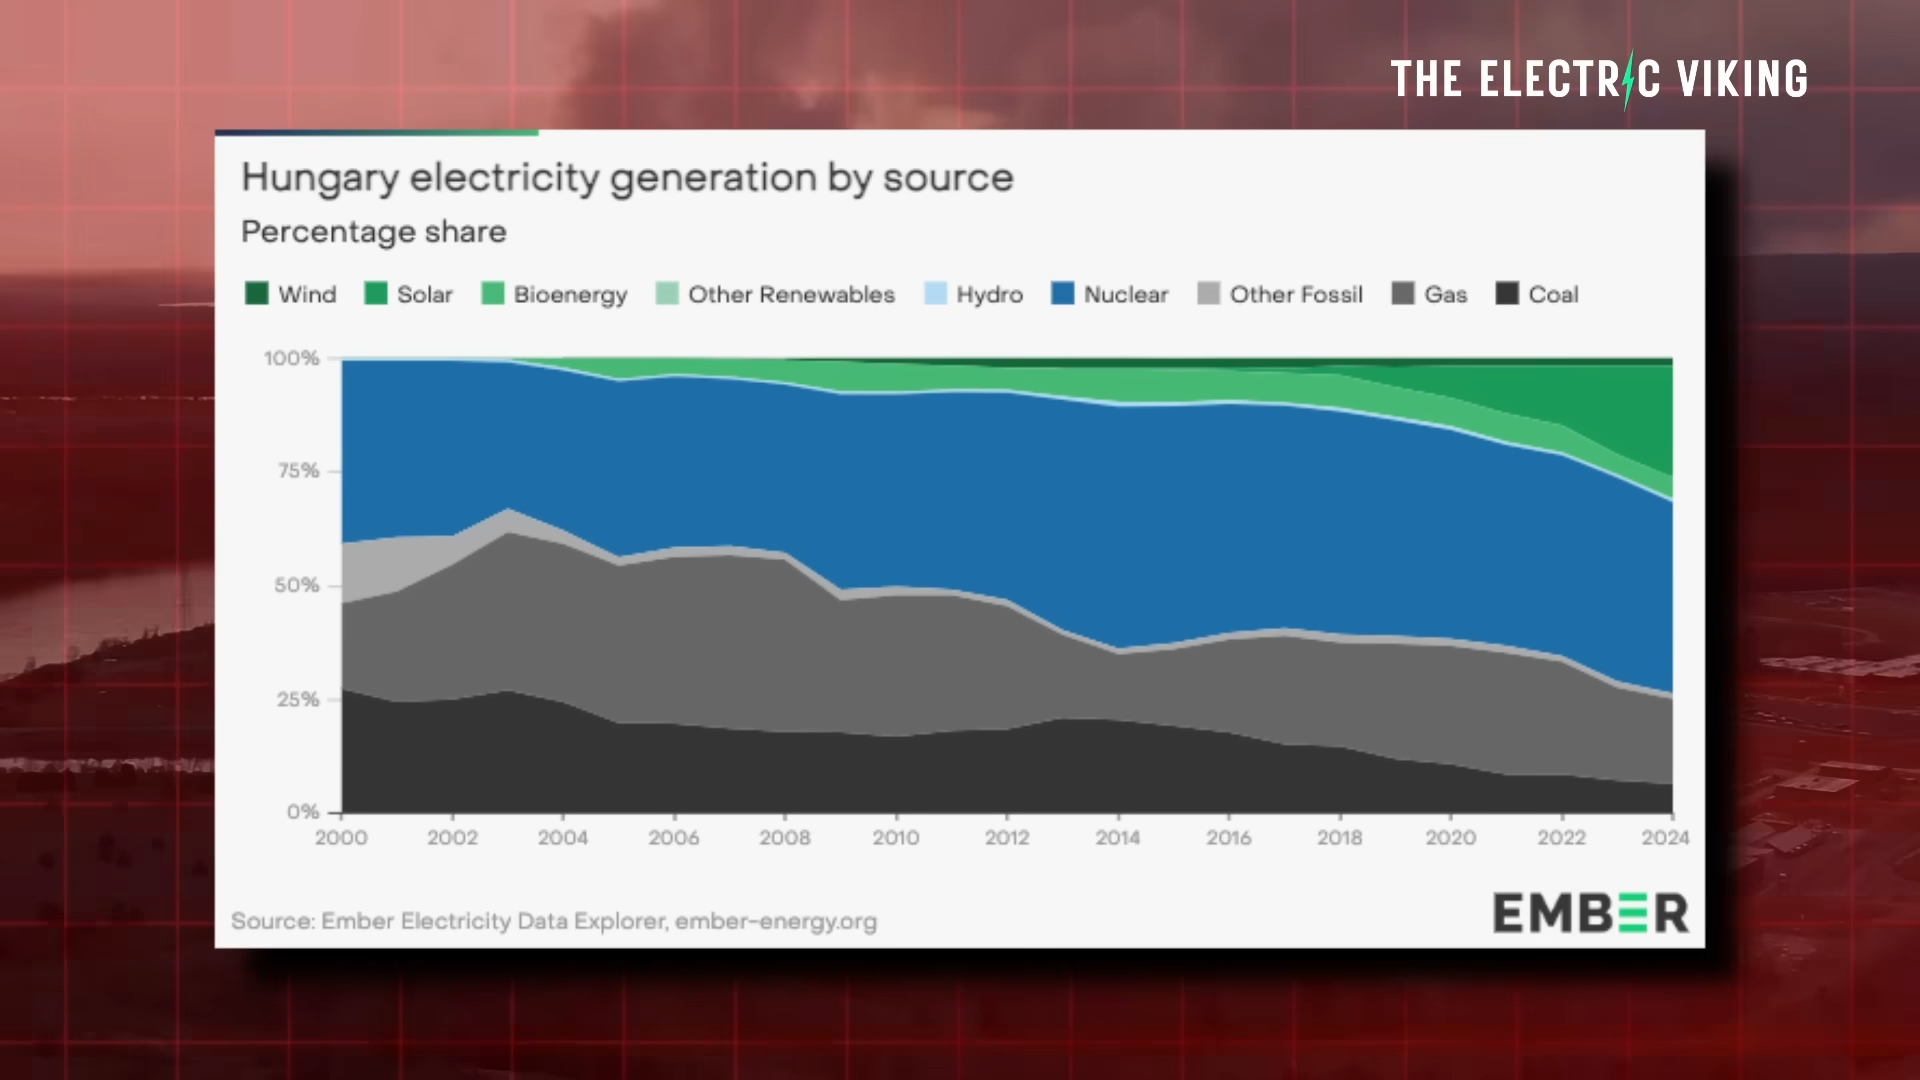 THE ELECTRIC VIKING
Hungary electricity generation by source
Percentage share
Wind Solar Bioenergy Other Renewables Hydro Nuclear Other Fossil Gas Coal
100%
75%
50%
25%
0%
2000 2002 2004 2006 2008 2010 2012 2014 2016 2018 2020 2022 2024
Source: Ember Electricity Data Explorer, ember-energy.org
EMBER